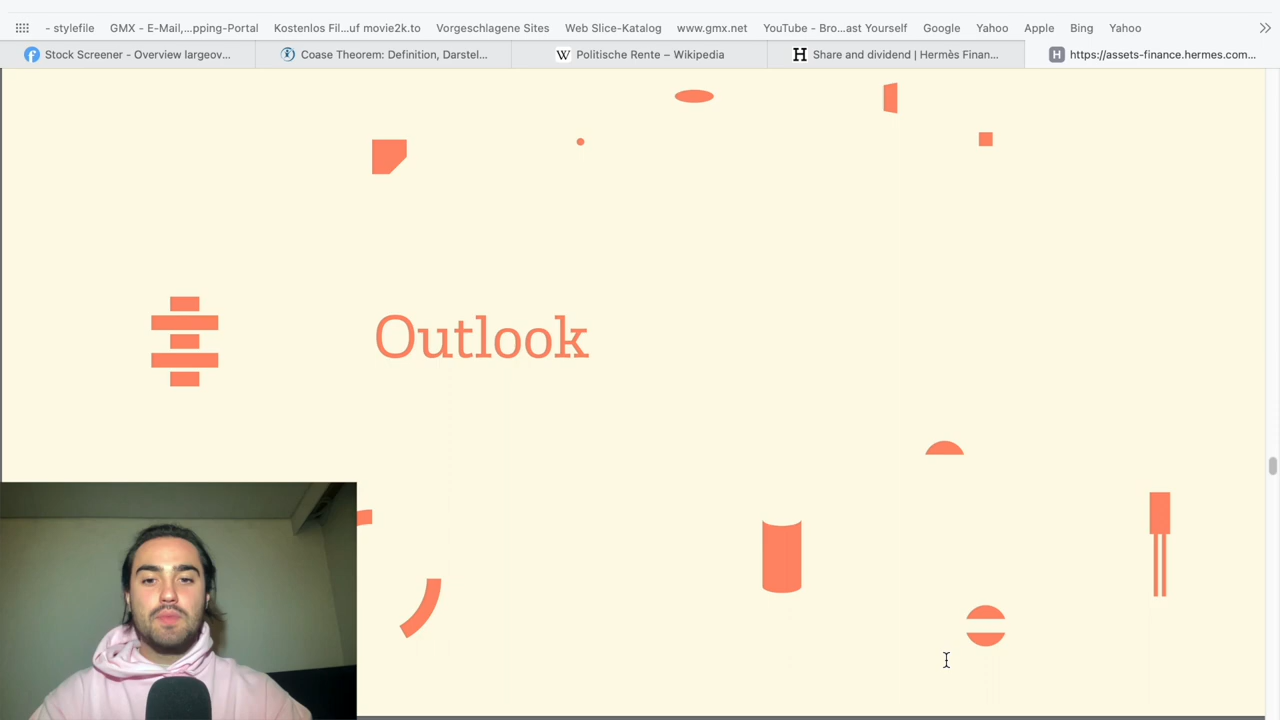 - stylefile GMX - E-Mail,...pping-Portal Kostenlos Fil...uf movie2k.to Vorgeschlagene Sites Web Slice-Katalog www.gmx.net YouTube - Bro...ast Yourself Google Yahoo Apple Bing Yahoo
Stock Screener - Overview largeov... Coase Theorem: Definition, Darstel... W Politische Rente – Wikipedia H Share and dividend | Hermès Finan... H https://assets-finance.hermes.com...
Outlook